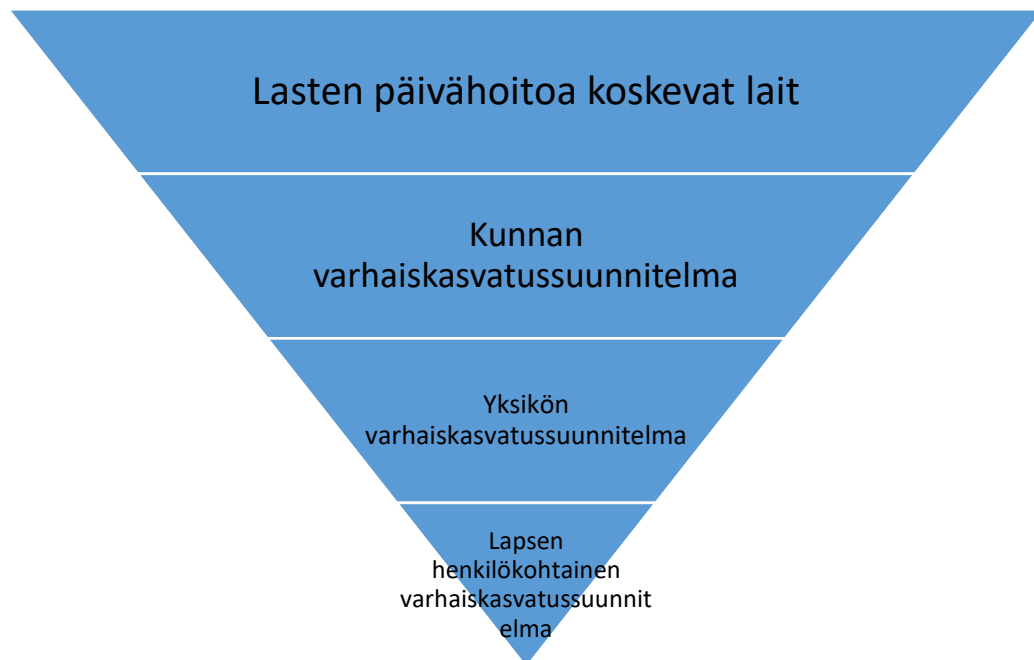 Lasten päivähoitoa koskevat lait
Kunnan
varhaiskasvatussuunnitelma
Yksikön
varhaiskasvatussuunnitelma
Lapsen
henkilökohtainen
varhaiskasvatussuunnit
elma